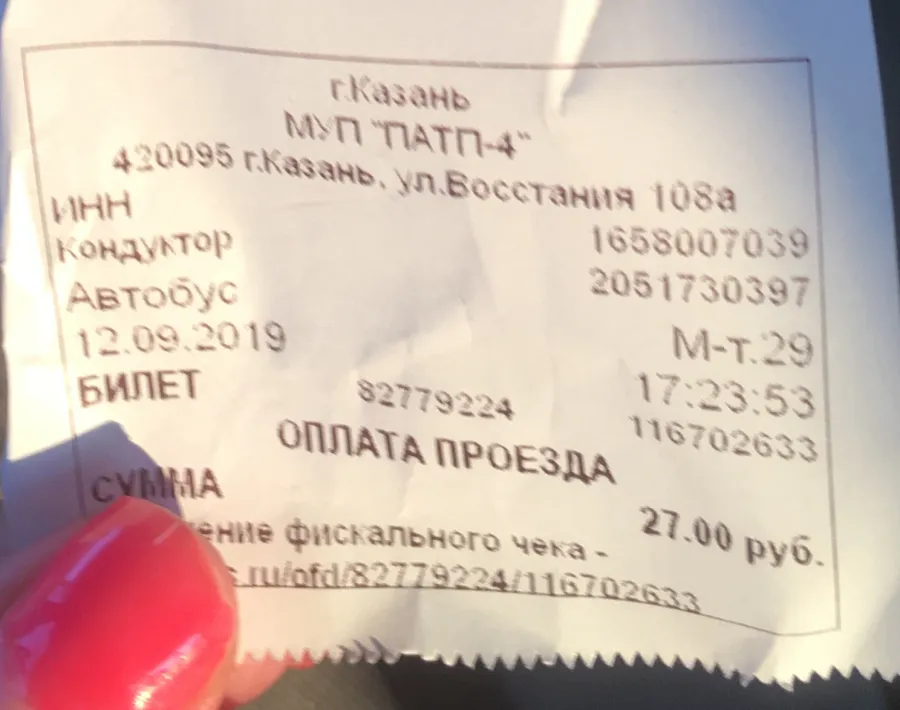 г.Казань
МУП "ПАТП-4"
420095 г.Казань, ул.Восстания 108а
ИНН 1658007039
Кондуктор 2051730397
Автобус М-т.29
12.09.2019 17:23:53
БИЛЕТ 82779224 116702633
ОПЛАТА ПРОЕЗДА
СУММА 27.00 руб.
фискального чека -
.ru/ofd/82779224/116702633